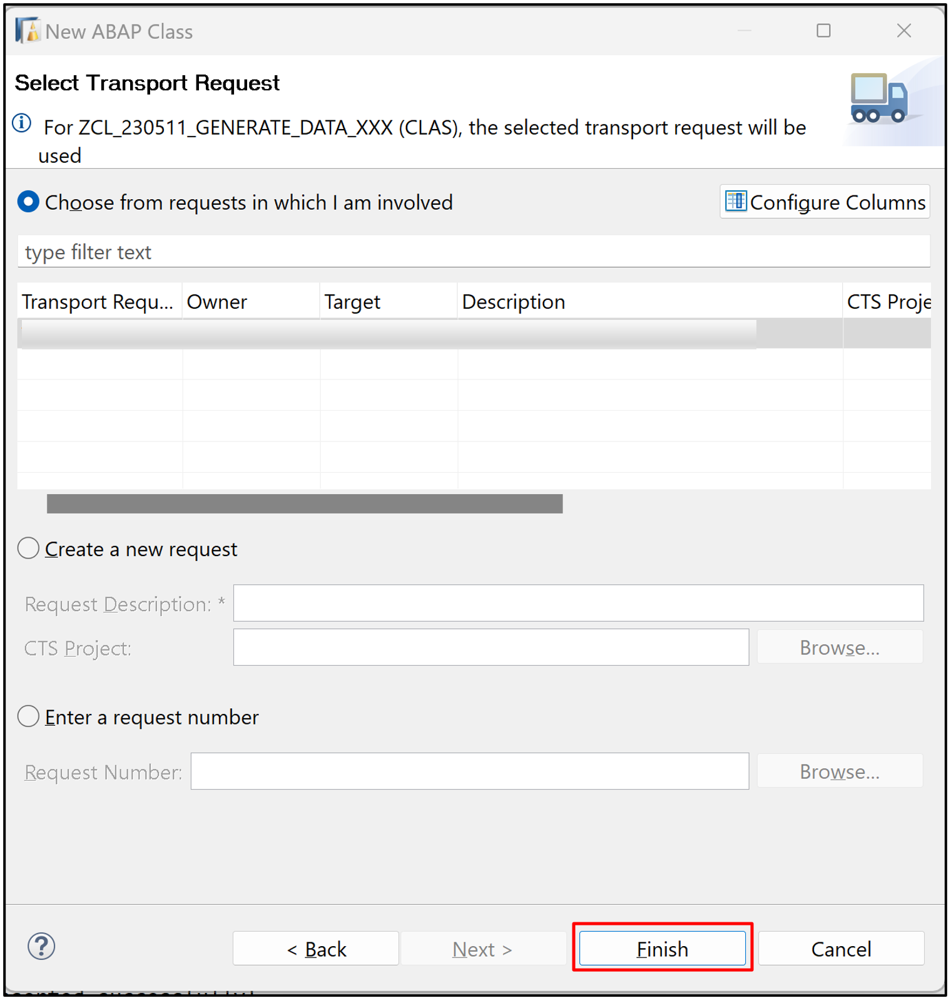 New ABAP Class
Select Transport Request
For ZCL_230511_GENERATE_DATA_XXX (CLAS), the selected transport request will be
used
Choose from requests in which I am involved
Configure Columns
type filter text
Transport Requ... Owner Target Description CTS Proje
Create a new request
Request Description: *
CTS Project:
Browse...
Enter a request number
Request Number:
Browse...
< Back Next > Finish Cancel